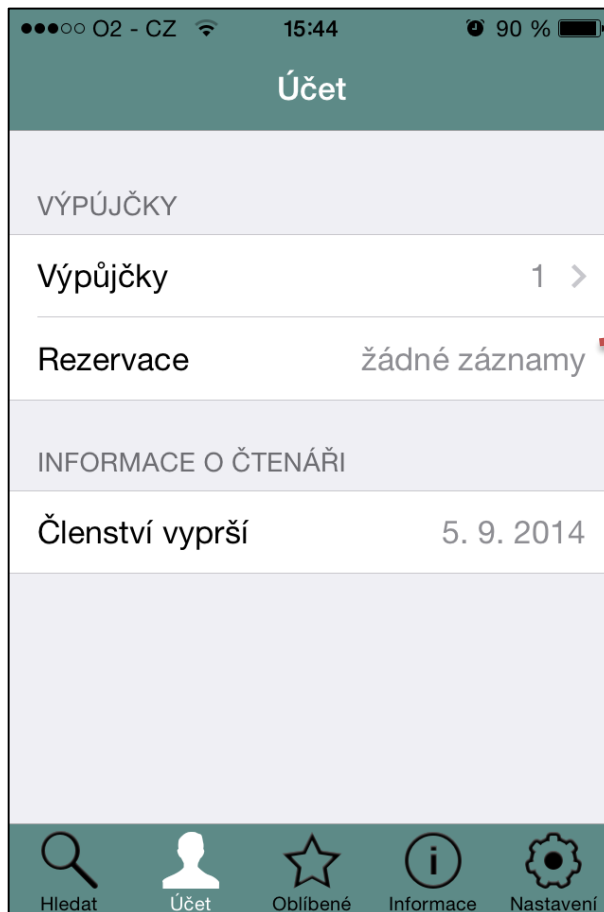 O2 - CZ 15:44 90 %
Účet
VÝPÚJČKY
Výpůjčky 1
Rezervace žádné záznamy
INFORMACE O ČTENÁŘI
Členství vyprší 5. 9. 2014
Hledat Účet Oblíbené Informace Nastavení